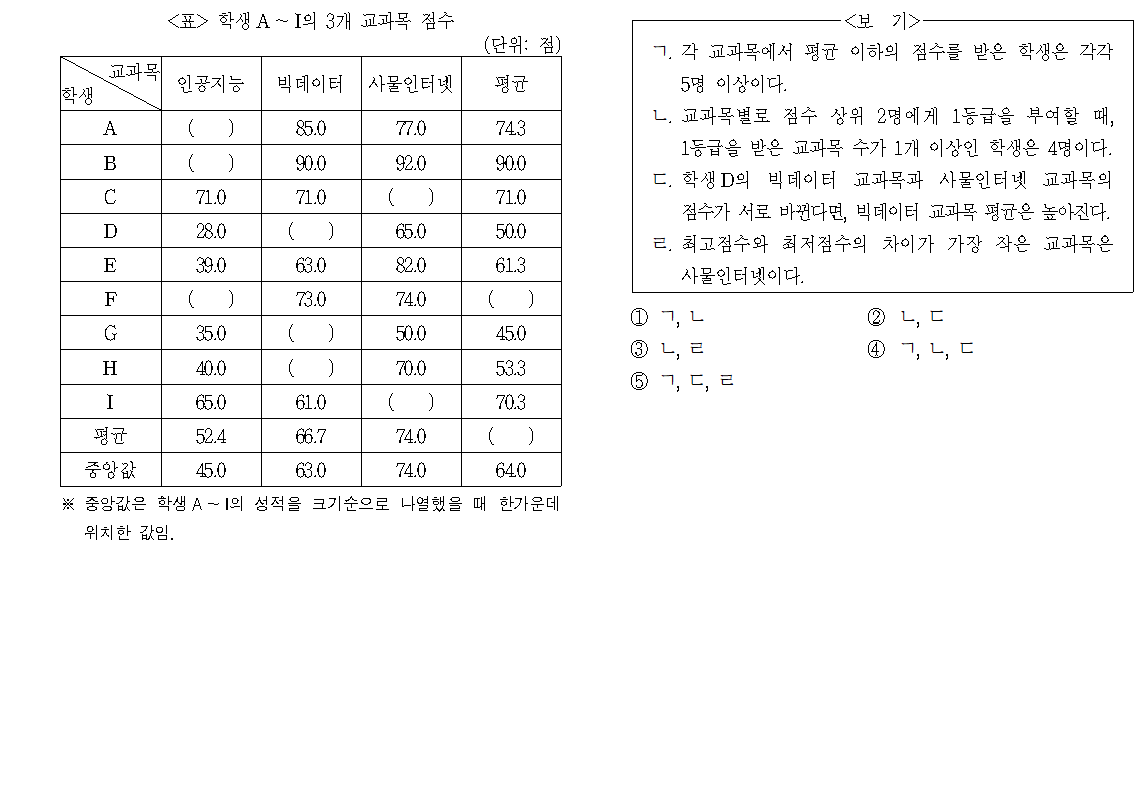 <표> 학생 A ~ I의 3개 교과목 점수
(단위: 점)
교과목
학생
인공지능 빅데이터 사물인터넷 평균
A ( ) 85.0 77.0 74.3
B ( ) 90.0 92.0 90.0
C 71.0 71.0 ( ) 71.0
D 28.0 ( ) 65.0 50.0
E 39.0 63.0 82.0 61.3
F ( ) 73.0 74.0 ( )
G 35.0 ( ) 50.0 45.0
H 40.0 ( ) 70.0 53.3
I 65.0 61.0 ( ) 70.3
평균 52.4 66.7 74.0 ( )
중앙값 45.0 63.0 74.0 64.0
※ 중앙값은 학생 A ~ I의 성적을 크기순으로 나열했을 때 한가운데
위치한 값임.
<보 기>
ㄱ. 각 교과목에서 평균 이하의 점수를 받은 학생은 각각
5명 이상이다.
ㄴ. 교과목별로 점수 상위 2명에게 1등급을 부여할 때,
1등급을 받은 교과목 수가 1개 이상인 학생은 4명이다.
ㄷ. 학생 D의 빅데이터 교과목과 사물인터넷 교과목의
점수가 서로 바뀐다면, 빅데이터 교과목 평균은 높아진다.
ㄹ. 최고점수와 최저점수의 차이가 가장 작은 교과목은
사물인터넷이다.
① ㄱ, ㄴ ② ㄴ, ㄷ
③ ㄴ, ㄹ ④ ㄱ, ㄴ, ㄷ
⑤ ㄱ, ㄷ, ㄹ